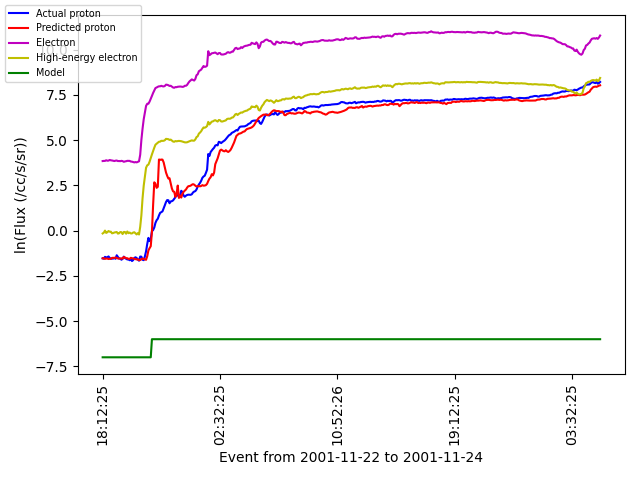 Actual proton
Predicted proton
Electron
High-energy electron
Model
10.0
7.5
5.0
2.5
0.0
−2.5
−5.0
−7.5
ln(Flux (/cc/s/sr))
18:12:25
02:32:25
10:52:26
19:12:25
03:32:25
Event from 2001-11-22 to 2001-11-24